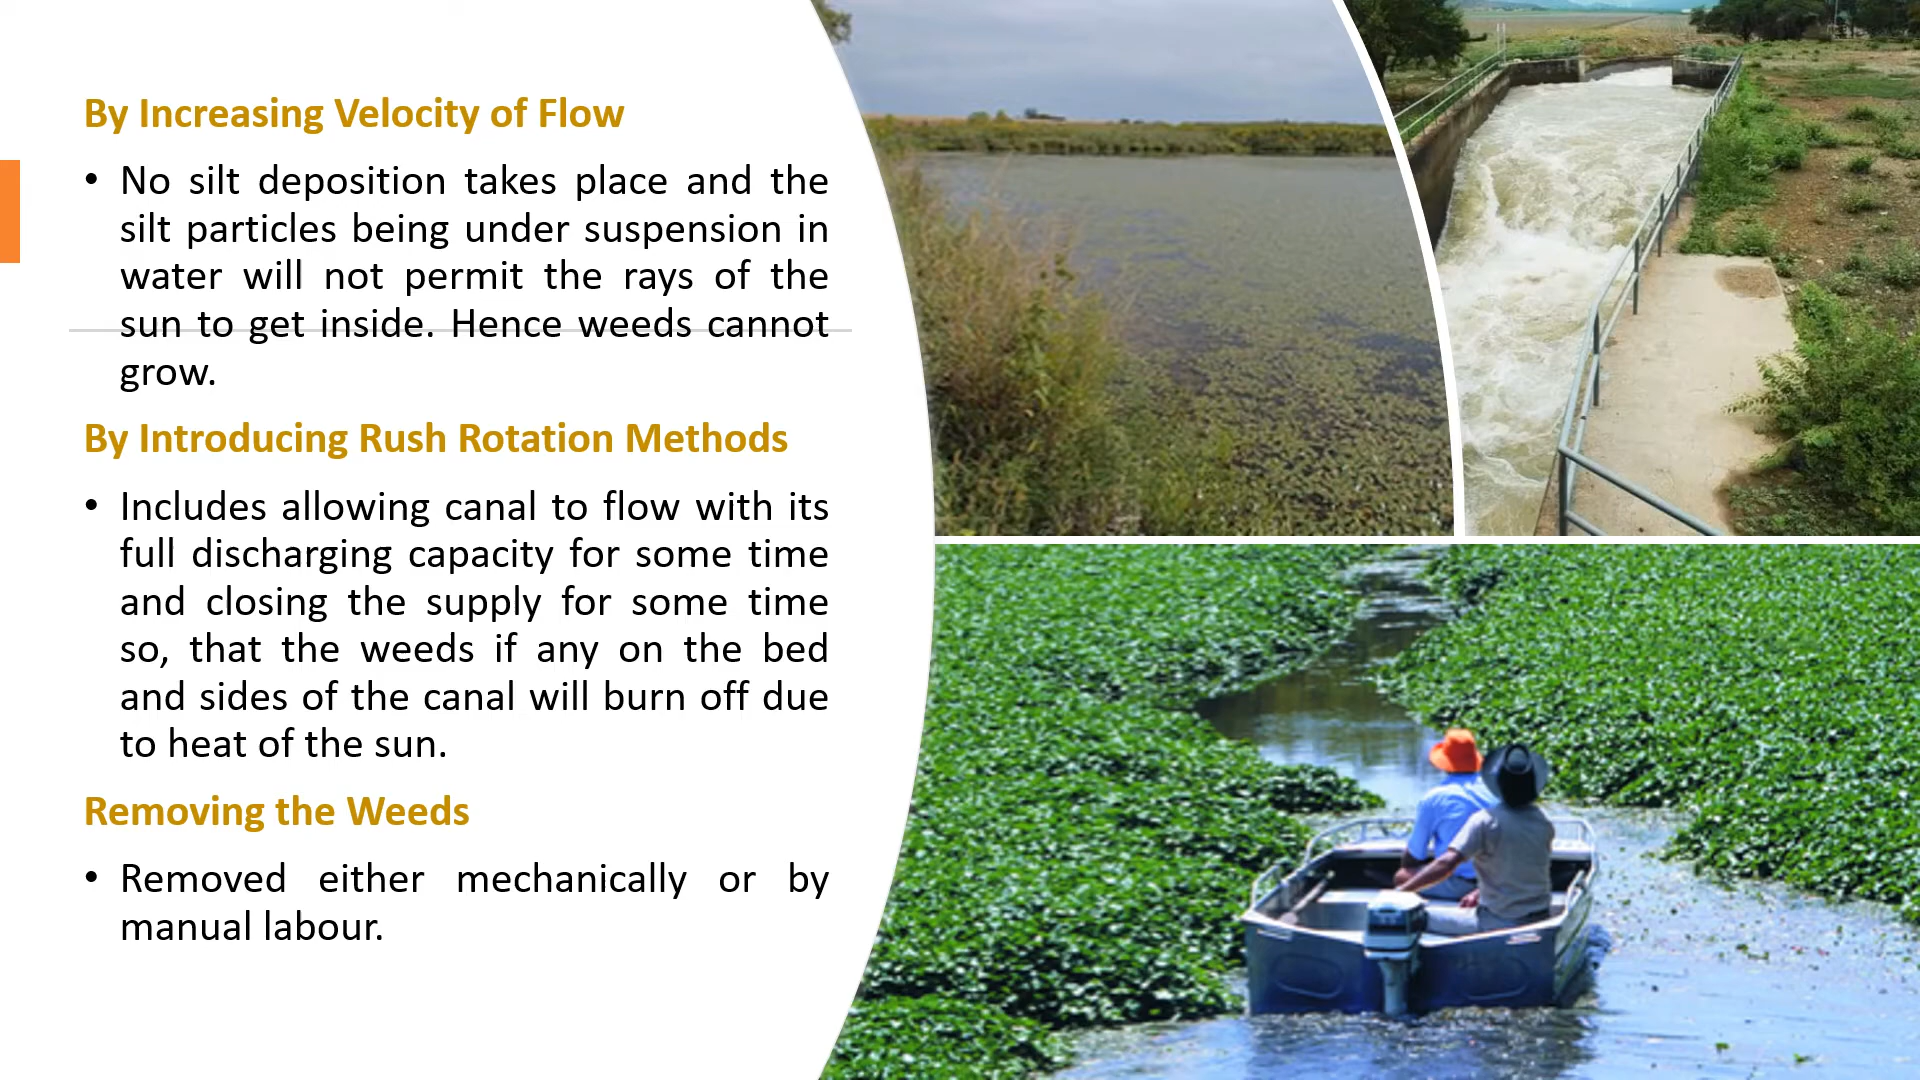 By Increasing Velocity of Flow
• No silt deposition takes place and the
silt particles being under suspension in
water will not permit the rays of the
sun to get inside. Hence weeds cannot
grow.
By Introducing Rush Rotation Methods
• Includes allowing canal to flow with its
full discharging capacity for some time
and closing the supply for some time
so, that the weeds if any on the bed
and sides of the canal will burn off due
to heat of the sun.
Removing the Weeds
• Removed either mechanically or by
manual labour.